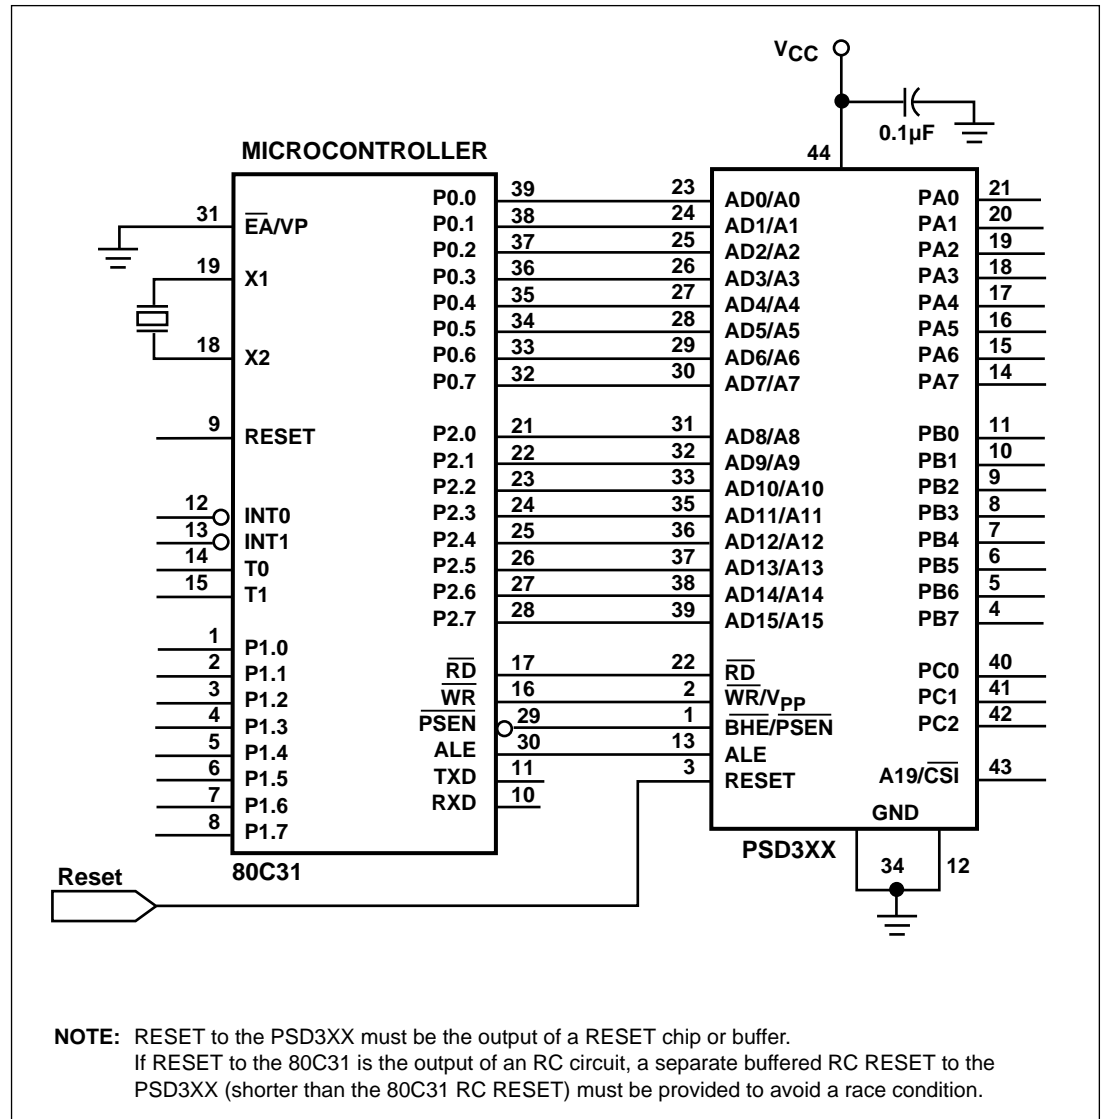 VCC
0.1µF
44
MICROCONTROLLER
31 EA/VP
19 X1
18 X2
9 RESET
12 INT0
13 INT1
14 T0
15 T1
1 P1.0
2 P1.1
3 P1.2
4 P1.3
5 P1.4
6 P1.5
7 P1.6
8 P1.7
P0.0 39
P0.1 38
P0.2 37
P0.3 36
P0.4 35
P0.5 34
P0.6 33
P0.7 32
P2.0 21
P2.1 22
P2.2 23
P2.3 24
P2.4 25
P2.5 26
P2.6 27
P2.7 28
RD 17
WR 16
PSEN 29
ALE 30
TXD 11
RXD 10
80C31
23 AD0/A0
24 AD1/A1
25 AD2/A2
26 AD3/A3
27 AD4/A4
28 AD5/A5
29 AD6/A6
30 AD7/A7
31 AD8/A8
32 AD9/A9
33 AD10/A10
35 AD11/A11
36 AD12/A12
37 AD13/A13
38 AD14/A14
39 AD15/A15
22 RD
2 WR/VPP
1 BHE/PSEN
13 ALE
3 RESET
PA0 21
PA1 20
PA2 19
PA3 18
PA4 17
PA5 16
PA6 15
PA7 14
PB0 11
PB1 10
PB2 9
PB3 8
PB4 7
PB5 6
PB6 5
PB7 4
PC0 40
PC1 41
PC2 42
A19/CSI 43
GND
PSD3XX
34 12
Reset
NOTE: RESET to the PSD3XX must be the output of a RESET chip or buffer.
If RESET to the 80C31 is the output of an RC circuit, a separate buffered RC RESET to the
PSD3XX (shorter than the 80C31 RC RESET) must be provided to avoid a race condition.